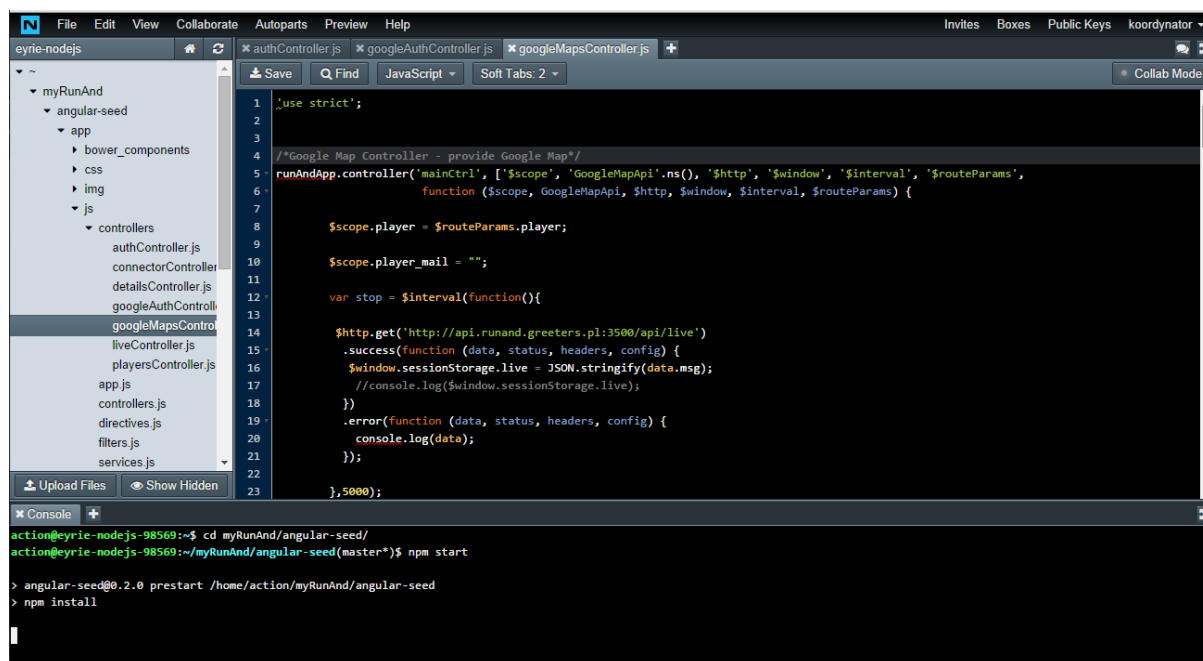 N File Edit View Collaborate Autoparts Preview Help Invites Boxes Public Keys koordynator
eyrie-nodejs
authController.js googleAuthController.js googleMapsController.js
Save Find JavaScript Soft Tabs: 2 Collab Mode
~
myRunAnd
angular-seed
app
bower_components
css
img
js
controllers
authController.js
connectorController
detailsController.js
googleAuthControll
googleMapsControl
liveController.js
playersController.js
app.js
controllers.js
directives.js
filters.js
services.js
Upload Files Show Hidden
1 'use strict';
2
3
4 /*Google Map Controller - provide Google Map*/
5 runAndApp.controller('mainCtrl', ['$scope', 'GoogleMapApi'.ns(), '$http', '$window', '$interval', '$routeParams',
6 function ($scope, GoogleMapApi, $http, $window, $interval, $routeParams) {
7
8 $scope.player = $routeParams.player;
9
10 $scope.player_mail = "";
11
12 var stop = $interval(function(){
13
14 $http.get('http://api.runand.greeters.pl:3500/api/live')
15 .success(function (data, status, headers, config) {
16 $window.sessionStorage.live = JSON.stringify(data.msg);
17 //console.log($window.sessionStorage.live);
18 })
19 .error(function (data, status, headers, config) {
20 console.log(data);
21 });
22
23 },5000);
Console
action@eyrie-nodejs-98569:~$ cd myRunAnd/angular-seed/
action@eyrie-nodejs-98569:~/myRunAnd/angular-seed(master*)$ npm start
> angular-seed@0.2.0 prestart /home/action/myRunAnd/angular-seed
> npm install